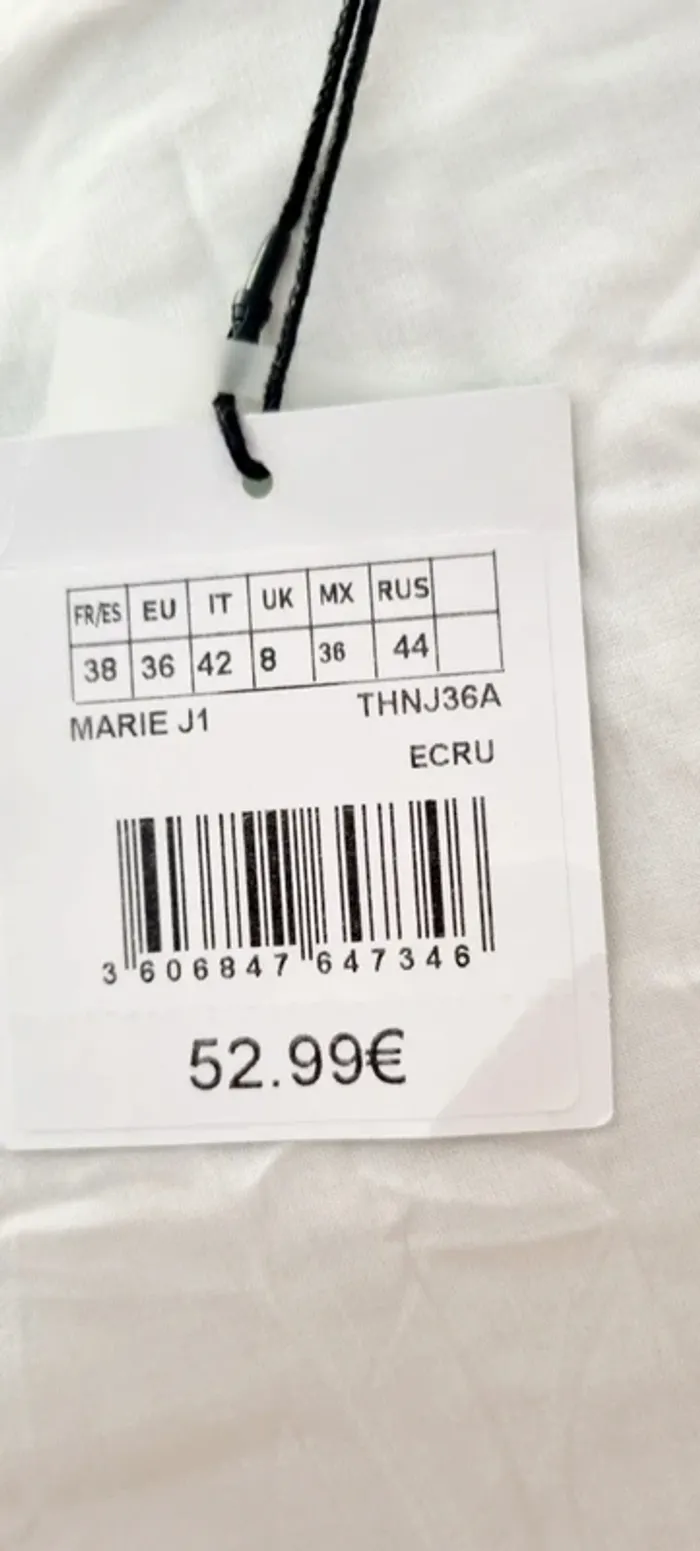 FR/ES EU IT UK MX RUS
38 36 42 8 36 44
MARIE J1 THNJ36A
ECRU
3 606847 647346
52.99€